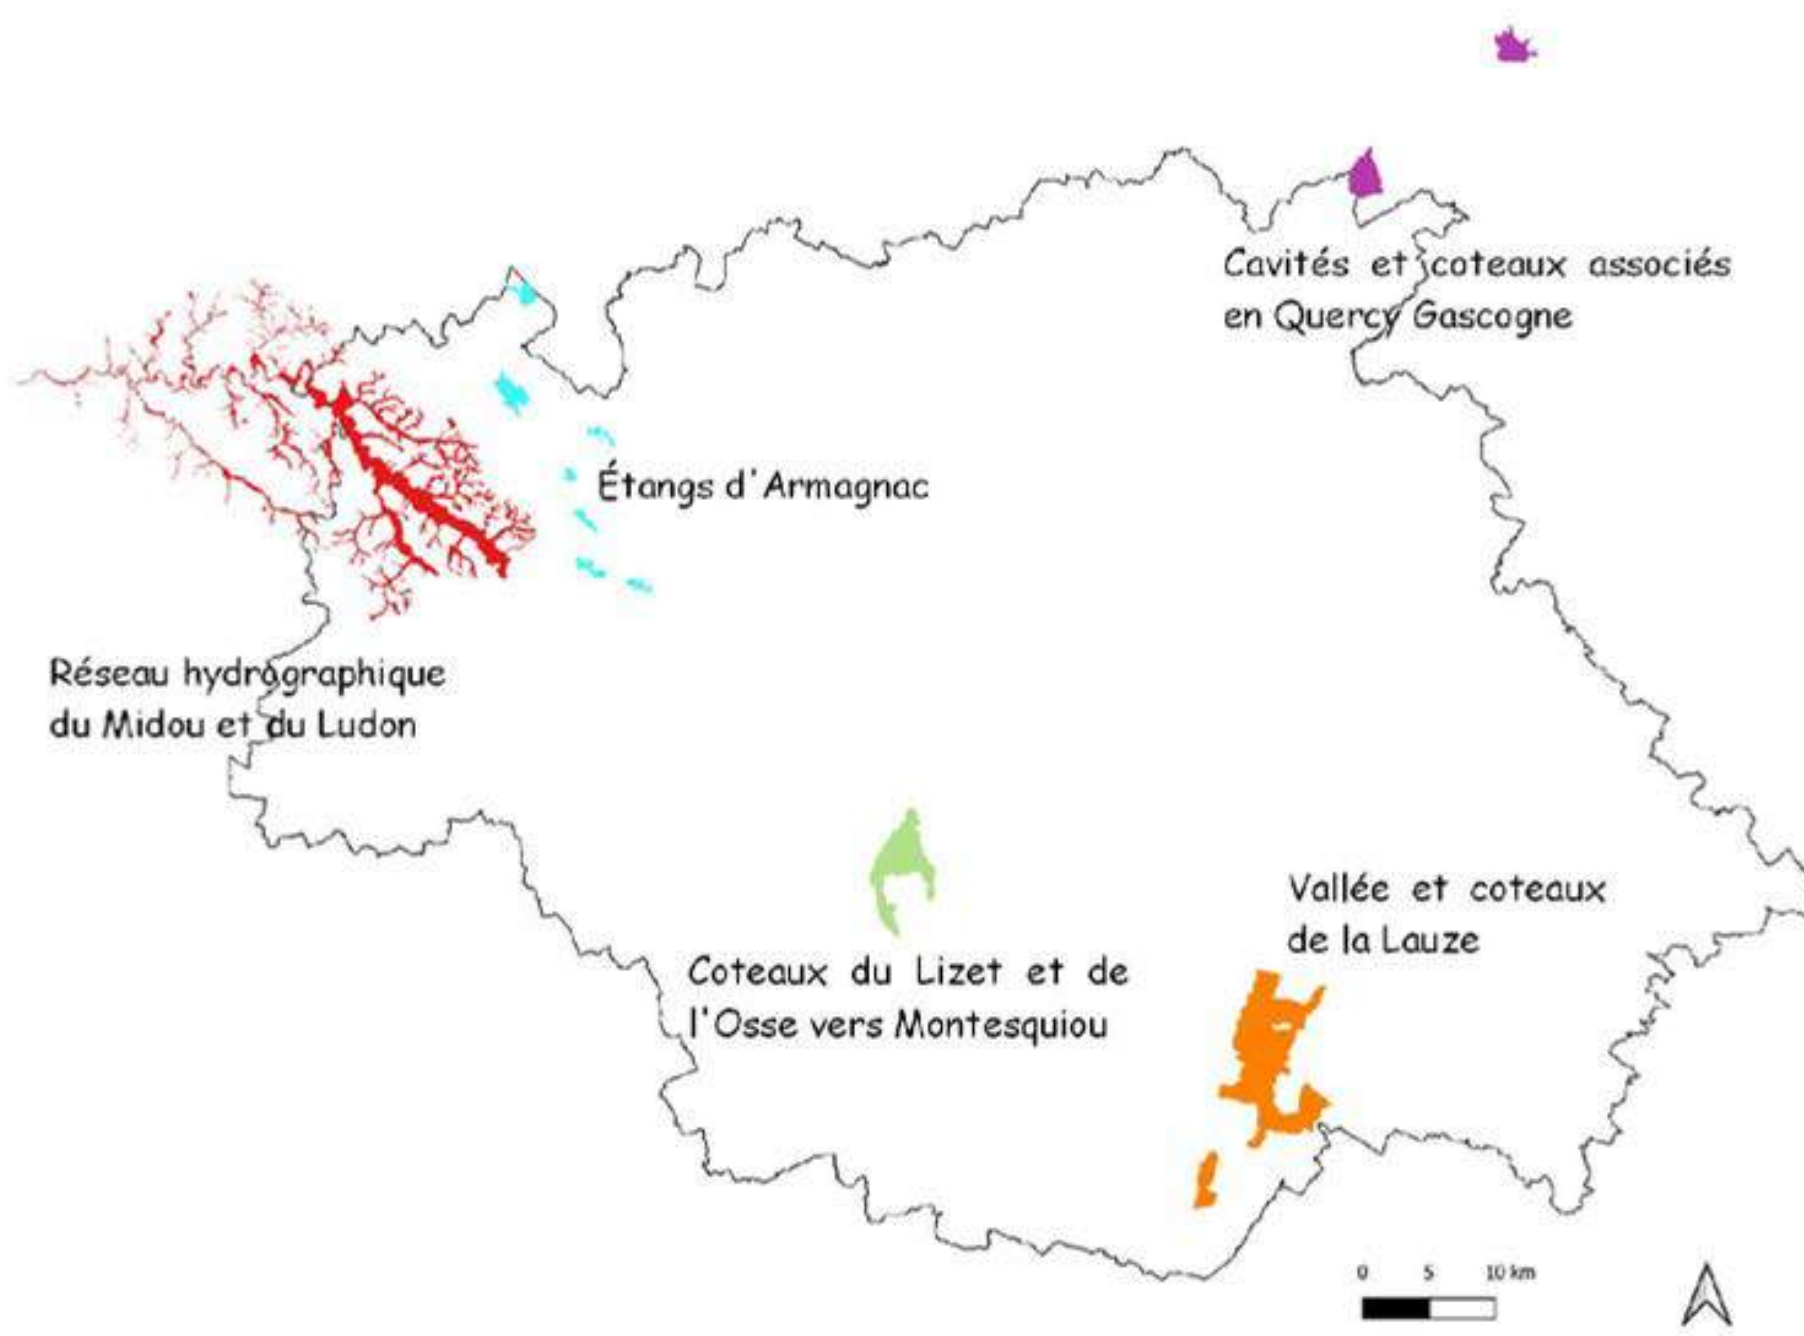 Cavités et coteaux associés
en Quercy Gascogne
Étangs d'Armagnac
Réseau hydrographique
du Midou et du Ludon
Vallée et coteaux
de la Lauze
Coteaux du Lizet et de
l'Osse vers Montesquiou
0 5 10 km